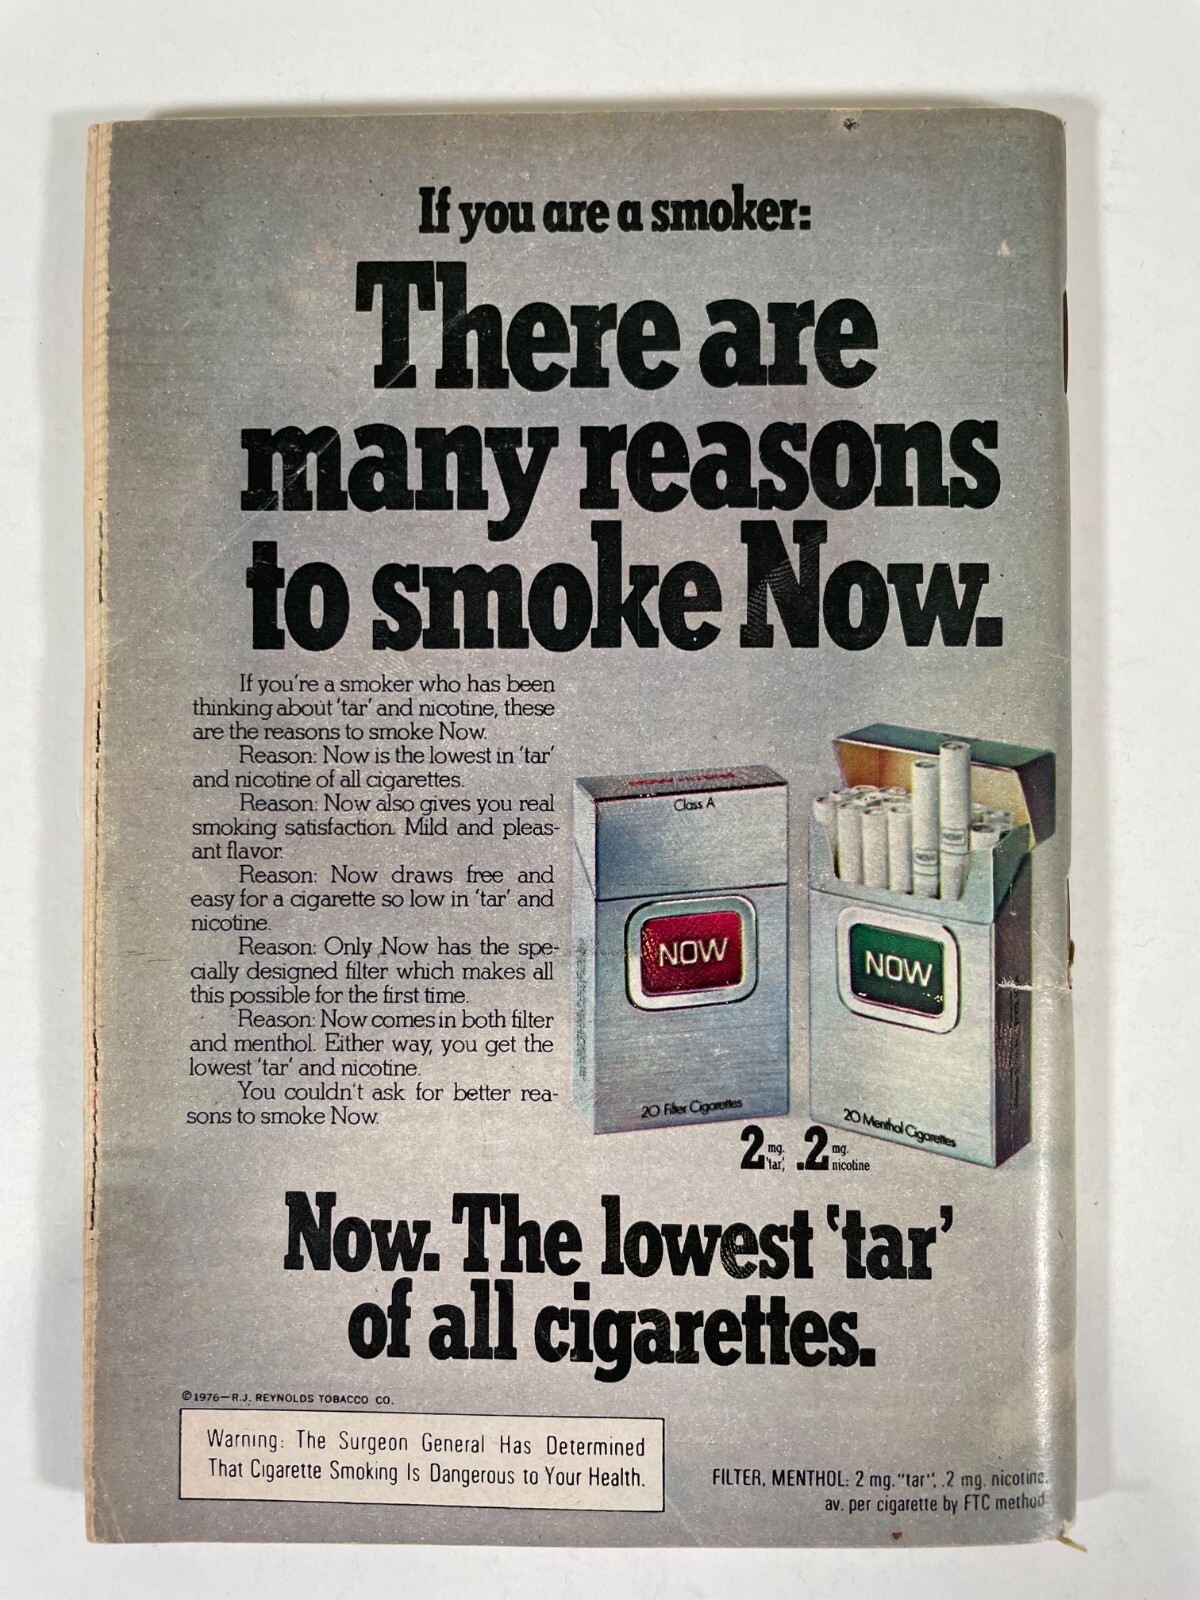 If you are a smoker:
There are
many reasons
to smoke Now.
If you're a smoker who has been
thinking about 'tar' and nicotine, these
are the reasons to smoke Now.
Reason: Now is the lowest in 'tar'
and nicotine of all cigarettes.
Reason: Now also gives you real
smoking satisfaction. Mild and pleas-
ant flavor.
Reason: Now draws free and
easy for a cigarette so low in 'tar' and
nicotine.
Reason: Only Now has the spe-
cially designed filter which makes all
this possible for the first time.
Reason: Now comes in both filter
and menthol. Either way, you get the
lowest 'tar' and nicotine.
You couldn't ask for better rea-
sons to smoke Now.
Class A
NOW
20 Filter Cigarettes
NOW
NOW
NOW
20 Menthol Cigarettes
2 mg. 'tar', .2 mg. nicotine
Now. The lowest 'tar'
of all cigarettes.
©1976—R.J. REYNOLDS TOBACCO CO.
Warning: The Surgeon General Has Determined
That Cigarette Smoking Is Dangerous to Your Health.
FILTER, MENTHOL: 2 mg. "tar", .2 mg. nicotine,
av. per cigarette by FTC method